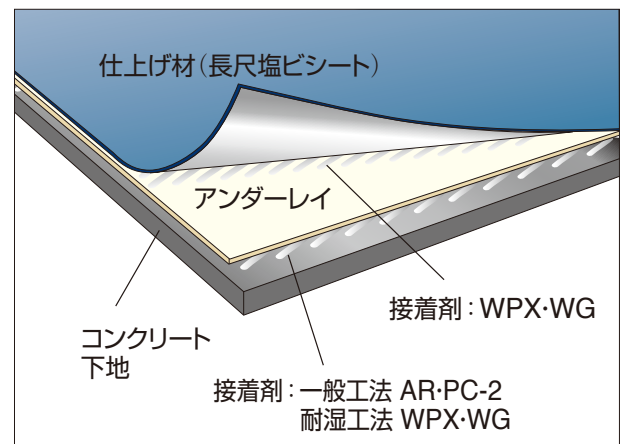 仕上げ材（長尺塩ビシート）
アンダーレイ
接着剤：WPX・WG
コンクリート
下地
接着剤：一般工法 AR・PC-2
耐湿工法 WPX・WG